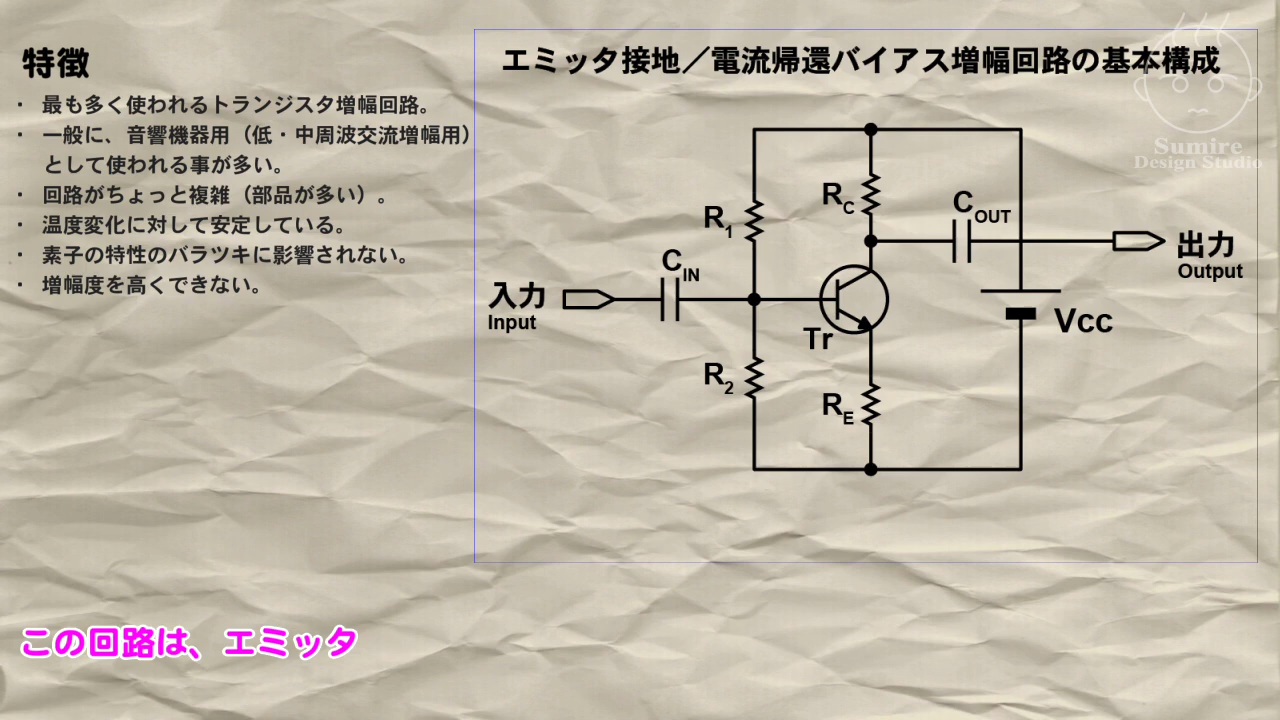 特徴
・ 最も多く使われるトランジスタ増幅回路。
・ 一般に、音響機器用（低・中周波交流増幅用）
として使われる事が多い。
・ 回路がちょっと複雑（部品が多い）。
・ 温度変化に対して安定している。
・ 素子の特性のバラツキに影響されない。
・ 増幅度を高くできない。
エミッタ接地／電流帰還バイアス増幅回路の基本構成
Sumire
Design Studio
RC
R1
COUT
出力
Output
CIN
入力
Input
Tr
Vcc
R2
RE
この回路は、エミッタ